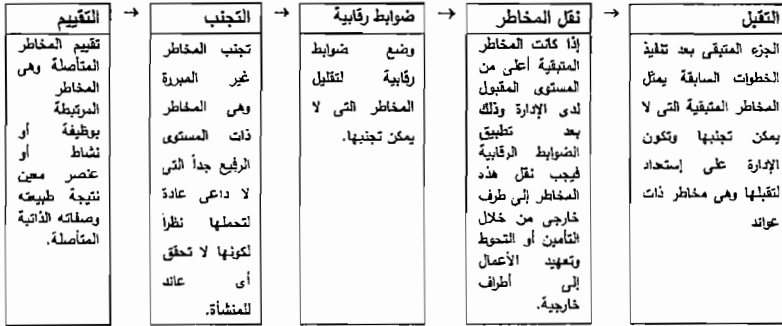 التقييم → التجنب → ضوابط رقابية → نقل المخاطر → التقبل
تقييم المخاطر
المتأصلة وهى
المخاطر
المرتبطة
بوظيفة أو
نشاط أو
عنصر معين
نتيجة طبيعته
وصفاته الذاتية
المتأصلة.
تجنب المخاطر
غير المبررة
وهى المخاطر
ذات المستوى
الرفيع جداً التى
لا داعى عادة
لتحملها نظراً
لكونها لا تحقق
أى عائد
للمنشأة.
وضع ضوابط
رقابية لتقليل
المخاطر التى لا
يمكن تجنبها.
إذا كانت المخاطر
المتبقية أعلى من
المستوى المقبول
لدى الإدارة وذلك
بعد تطبيق
الضوابط الرقابية
فيجب نقل هذه
المخاطر إلى طرف
خارجى من خلال
التأمين أو التحوط
وتعهيد الأعمال
إلى أطراف
خارجية.
الجزء المتبقى بعد تنفيذ
الخطوات السابقة يمثل
المخاطر المتبقية التى لا
يمكن تجنبها وتكون
الإدارة على إستعداد
لتقبلها وهى مخاطر ذات
عوائد